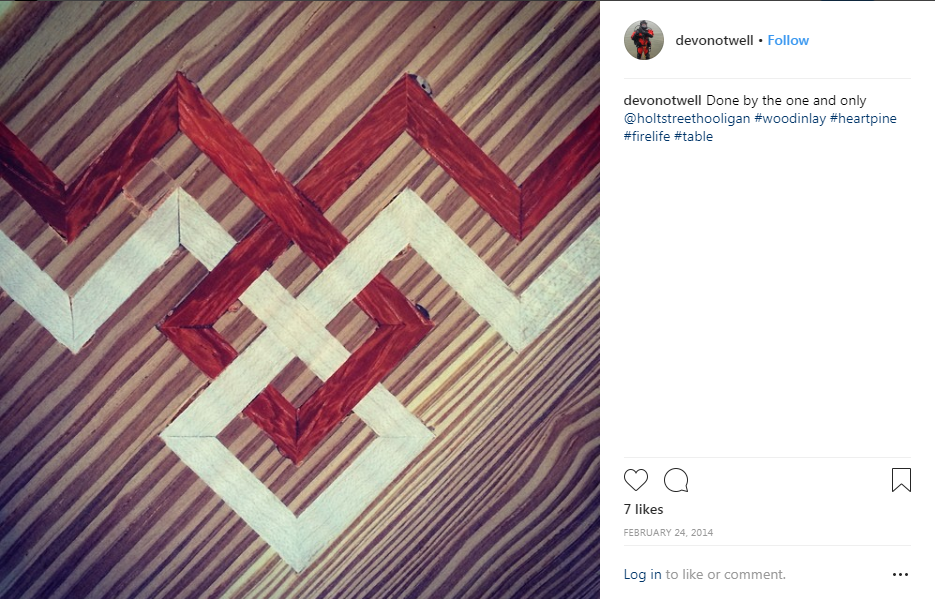 devonotwell • Follow
devonotwell Done by the one and only
@holtstreethooligan #woodinlay #heartpine
#firelife #table
7 likes
FEBRUARY 24, 2014
Log in to like or comment.